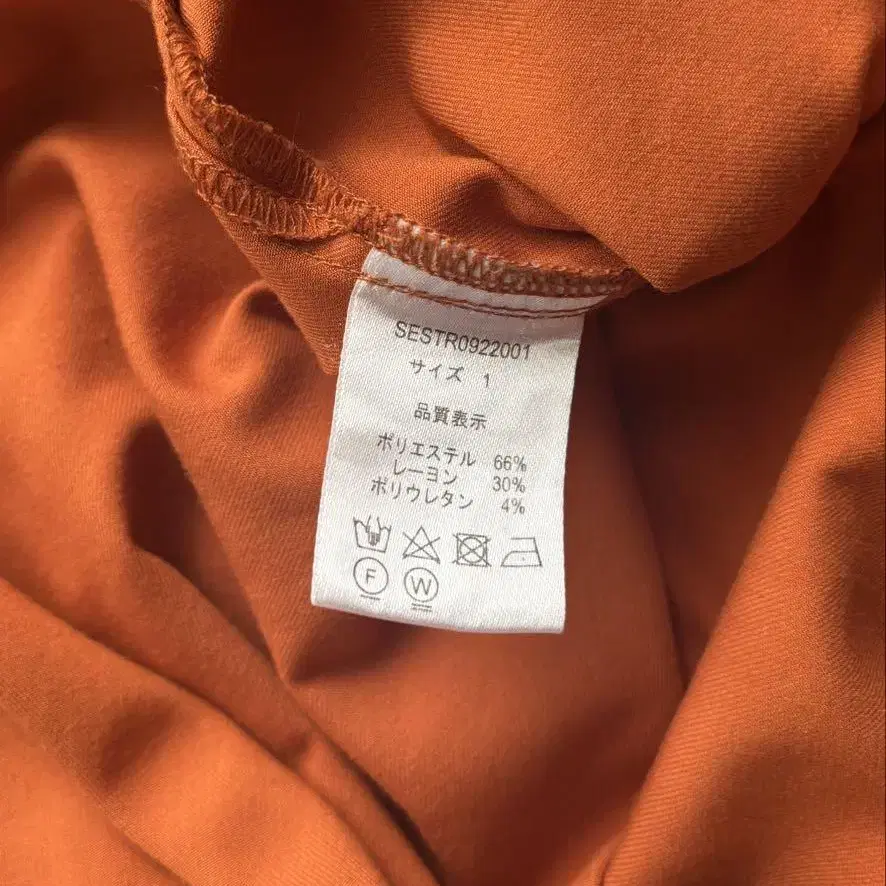 SESTR0922001
サイズ 1
品質表示
ポリエステル 66%
レーヨン 30%
ポリウレタン 4%
F
W